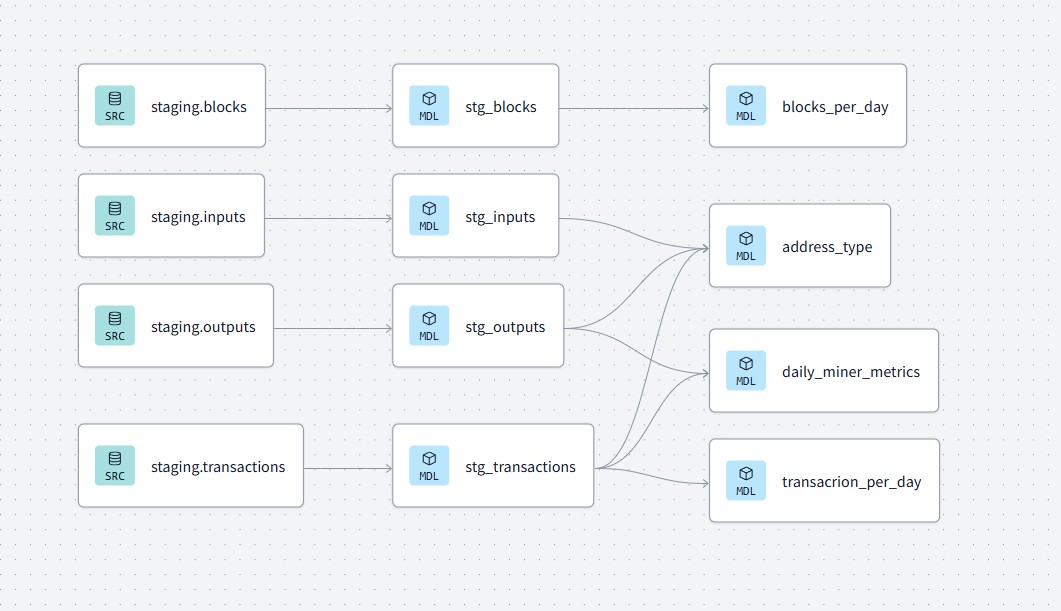 SRC
staging.blocks
MDL
stg_blocks
MDL
blocks_per_day
SRC
staging.inputs
MDL
stg_inputs
MDL
address_type
SRC
staging.outputs
MDL
stg_outputs
MDL
daily_miner_metrics
SRC
staging.transactions
MDL
stg_transactions
MDL
transacrion_per_day